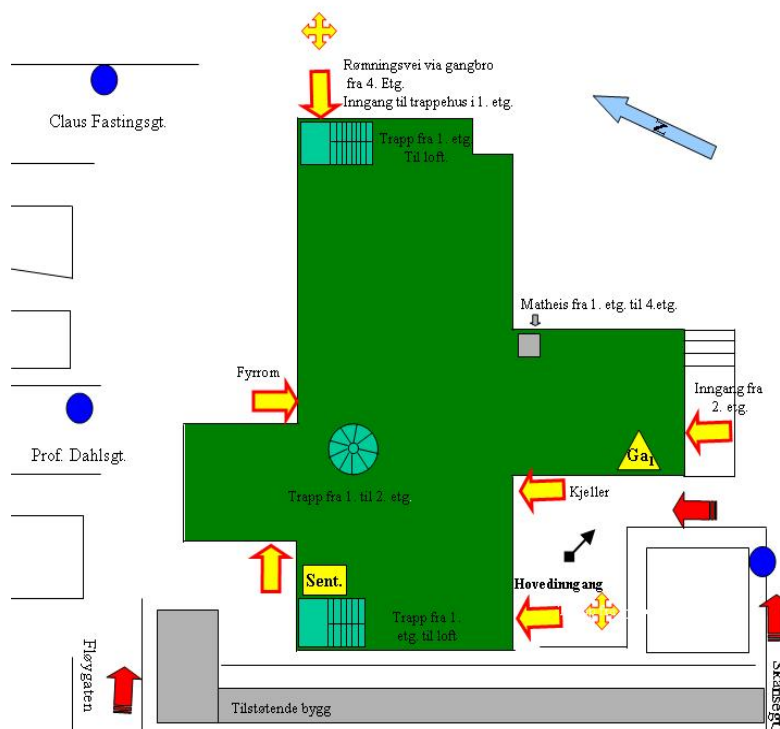 Rømningsvei via gangbro
fra 4. Etg.
Inngang til trappehus i 1. etg.
Claus Fastingsgt.
Trapp fra 1. etg.
Til loft.
N
Matheis fra 1. etg. til 4.etg.
Fyrrom
Inngang fra
2. etg.
Prof. Dahlsgt.
Ga1
Trapp fra 1. til 2. etg.
Kjeller
Sent.
Hovedinngang
Trapp fra 1.
etg. til loft
Fløygaten
Skansegt.
Tilstøtende bygg